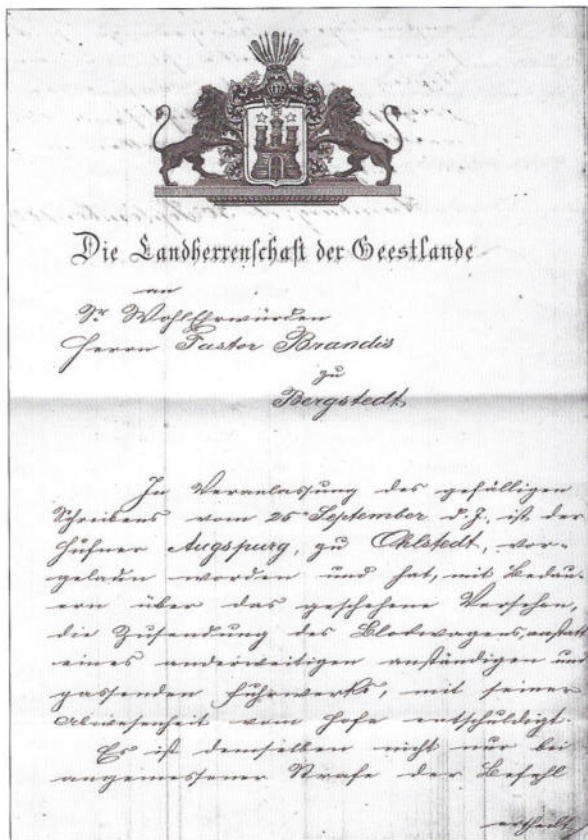 Die Landherrenschaft der Geestlande
an
Sr WohlEhrwürden
Herrn Pastor Brandis
zu
Bergstedt
In Veranlassung des gefälligen
Schreibens vom 25 September d. J. ist der
Hufner Augspurg, zu Ohlstedt, vor-
geladen worden und hat, mit Bedau-
ern über das geschehene Versehen,
die Zusendung des Blockwagens, anstatt
eines anderweitigen anständigen und
passenden Fuhrwerks, mit seiner
Abwesenheit vom Hofe entschuldigt.
Es ist demselben nicht nur bei
angemessener Strafe der Befehl
ertheilt